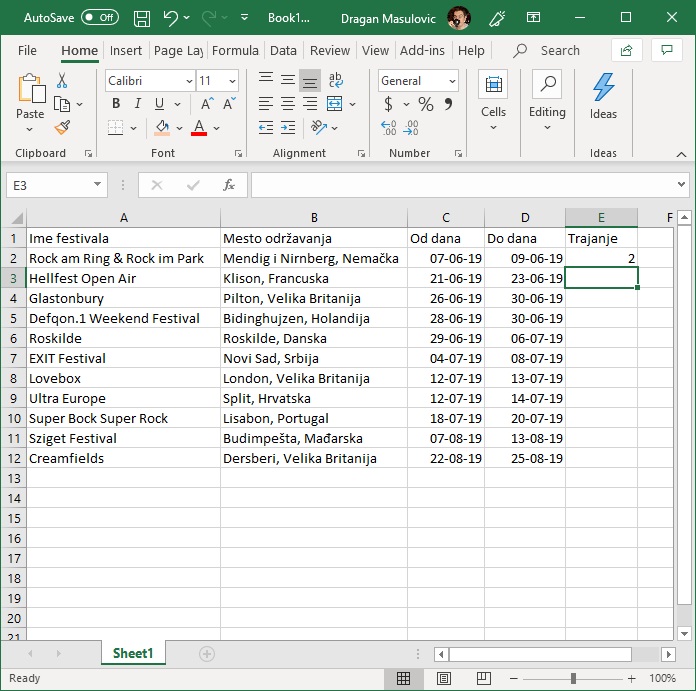 AutoSave Off Book1... Dragan Masulovic
File Home Insert Page Lay Formula Data Review View Add-ins Help Search
Paste Calibri 11 General Cells Editing Ideas
B I U A A $ % 9
Clipboard Font Alignment Number Ideas
E3 fx
A B C D E F
1 Ime festivala Mesto održavanja Od dana Do dana Trajanje
2 Rock am Ring & Rock im Park Mendig i Nirnberg, Nemačka 07-06-19 09-06-19 2
3 Hellfest Open Air Klison, Francuska 21-06-19 23-06-19
4 Glastonbury Pilton, Velika Britanija 26-06-19 30-06-19
5 Defqon.1 Weekend Festival Bidinghujzen, Holandija 28-06-19 30-06-19
6 Roskilde Roskilde, Danska 29-06-19 06-07-19
7 EXIT Festival Novi Sad, Srbija 04-07-19 08-07-19
8 Lovebox London, Velika Britanija 12-07-19 13-07-19
9 Ultra Europe Split, Hrvatska 12-07-19 14-07-19
10 Super Bock Super Rock Lisabon, Portugal 18-07-19 20-07-19
11 Sziget Festival Budimpešta, Mađarska 07-08-19 13-08-19
12 Creamfields Dersberi, Velika Britanija 22-08-19 25-08-19
13
14
15
16
17
18
19
20
21
Sheet1
Ready 100%